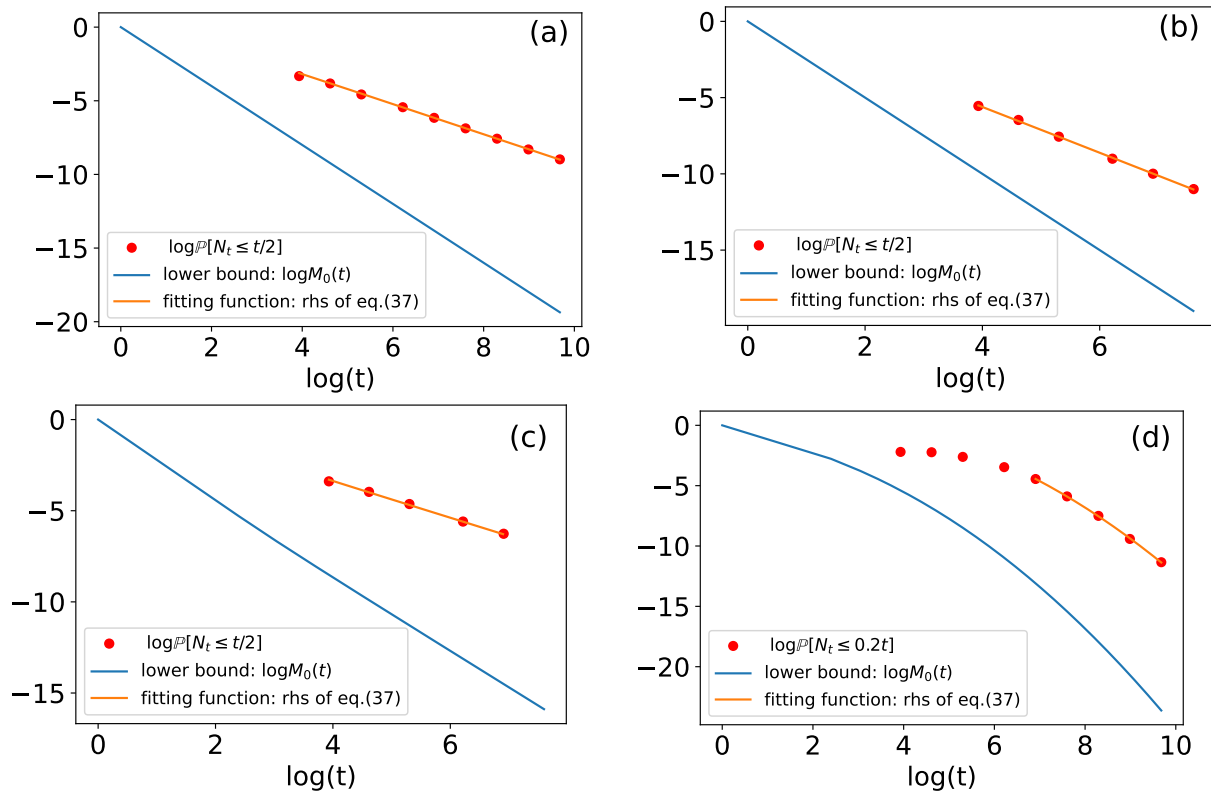 (a)
0
−5
−10
−15
−20
log ℙ[N_t ≤ t/2]
lower bound: logM_0(t)
fitting function: rhs of eq.(37)
0 2 4 6 8 10
log(t)
(b)
0
−5
−10
−15
log ℙ[N_t ≤ t/2]
lower bound: logM_0(t)
fitting function: rhs of eq.(37)
0 2 4 6
log(t)
(c)
0
−5
−10
−15
log ℙ[N_t ≤ t/2]
lower bound: logM_0(t)
fitting function: rhs of eq.(37)
0 2 4 6
log(t)
(d)
0
−5
−10
−15
−20
log ℙ[N_t ≤ 0.2t]
lower bound: logM_0(t)
fitting function: rhs of eq.(37)
0 2 4 6 8 10
log(t)